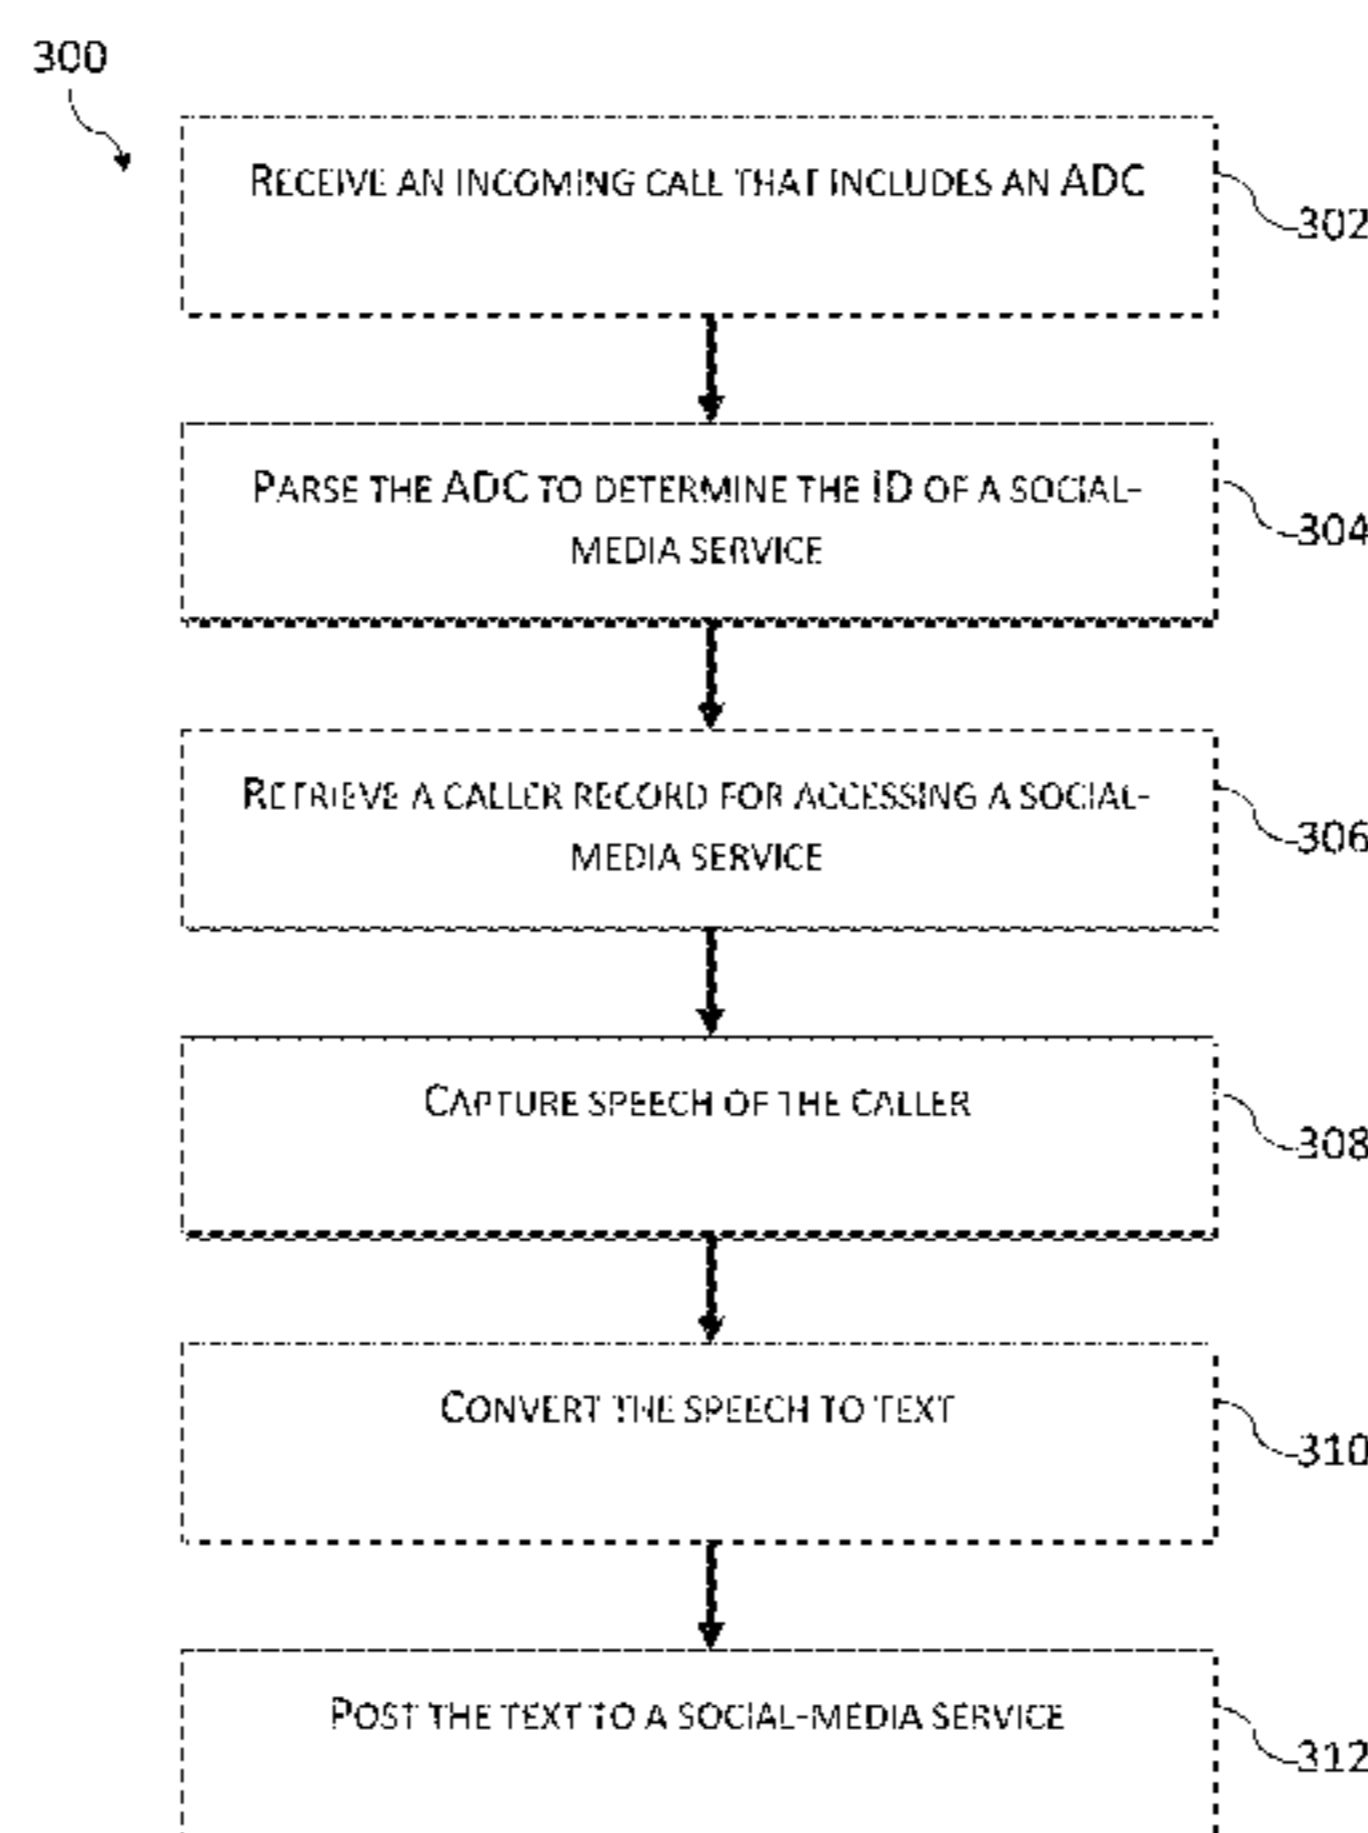 300
RECEIVE AN INCOMING CALL THAT INCLUDES AN ADC
302
PARSE THE ADC TO DETERMINE THE ID OF A SOCIAL-
MEDIA SERVICE
304
RETRIEVE A CALLER RECORD FOR ACCESSING A SOCIAL-
MEDIA SERVICE
306
CAPTURE SPEECH OF THE CALLER
308
CONVERT THE SPEECH TO TEXT
310
POST THE TEXT TO A SOCIAL-MEDIA SERVICE
312